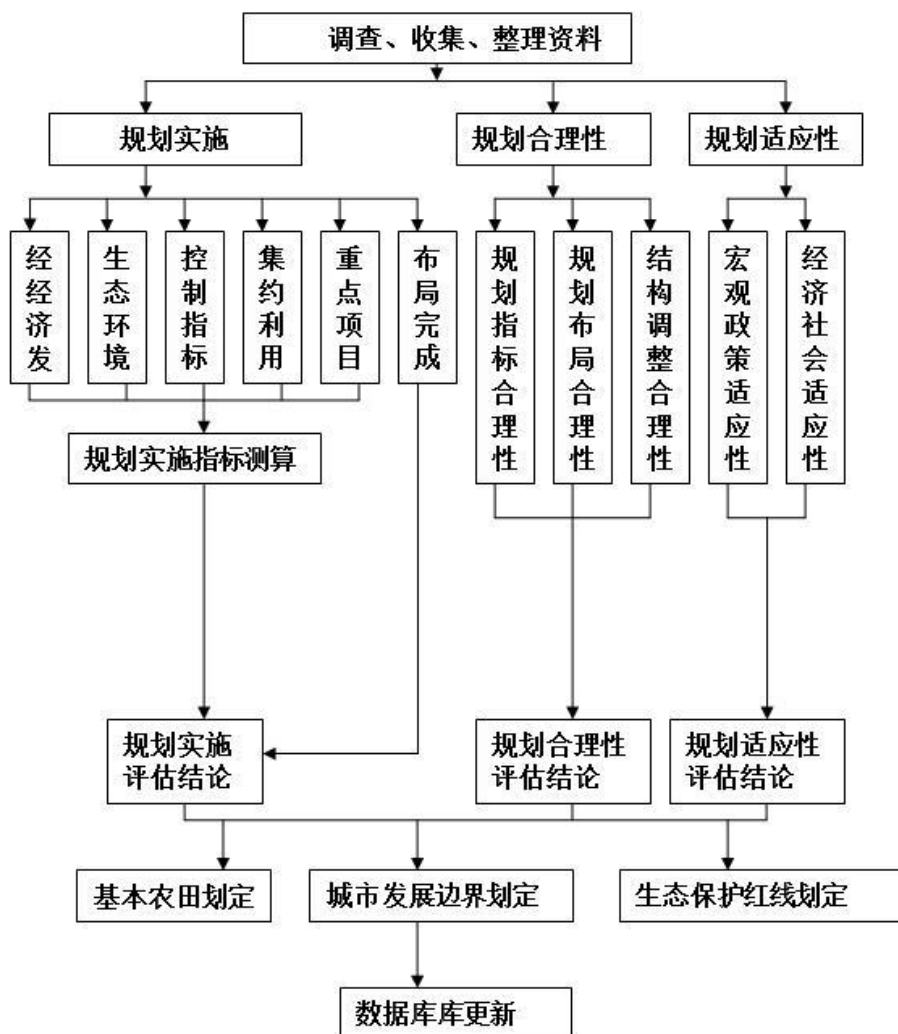 调查、收集、整理资料
规划实施
规划合理性
规划适应性
经经济发
生态环境
控制指标
集约利用
重点项目
布局完成
规划指标合理性
规划布局合理性
结构调整合理性
宏观政策适应性
经济社会适应性
规划实施指标测算
规划实施
评估结论
规划合理性
评估结论
规划适应性
评估结论
基本农田划定
城市发展边界划定
生态保护红线划定
数据库库更新